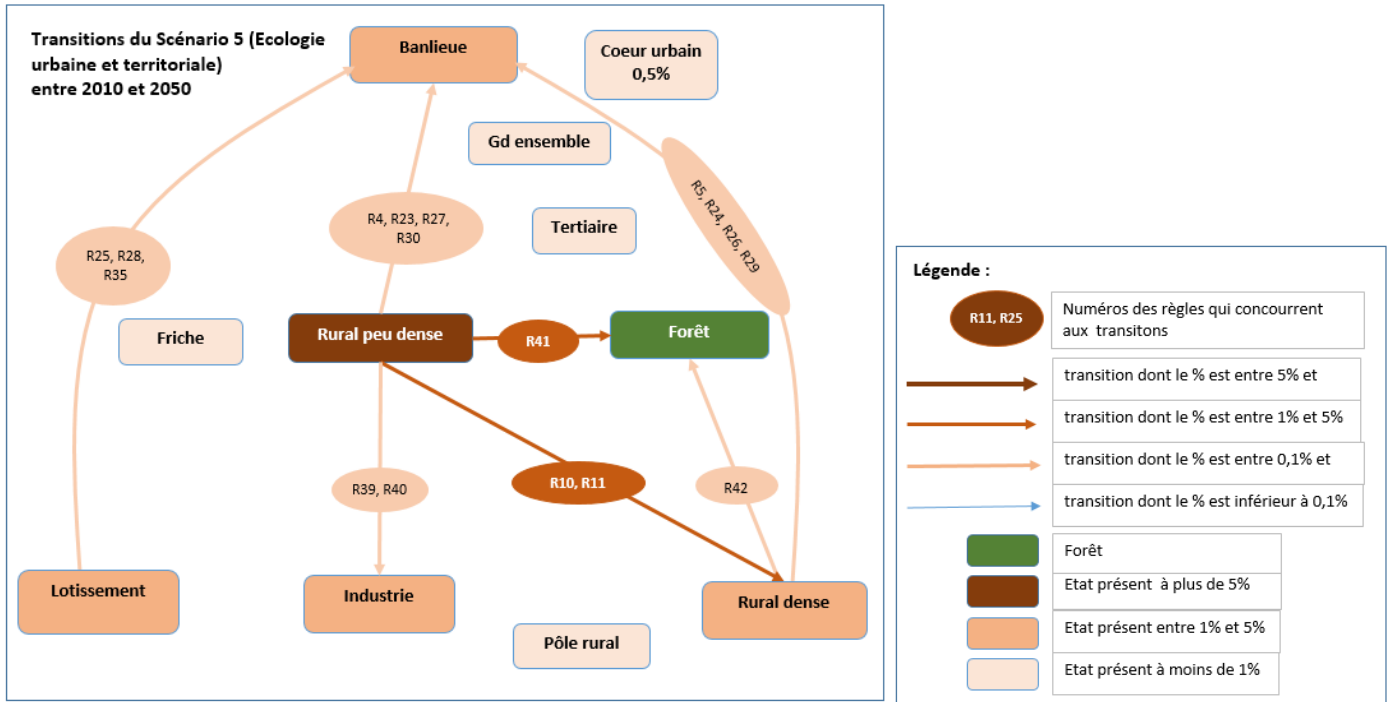 Transitions du Scénario 5 (Ecologie
urbaine et territoriale)
entre 2010 et 2050
Banlieue
Coeur urbain
0,5%
Gd ensemble
R4, R23, R27,
R30
R5, R24, R26, R29
Tertiaire
R25, R28,
R35
Friche
Rural peu dense
R41
Forêt
R39, R40
R10, R11
R42
Lotissement
Industrie
Rural dense
Pôle rural
Légende :
R11, R25
Numéros des règles qui concourrent
aux transitons
transition dont le % est entre 5% et
transition dont le % est entre 1% et 5%
transition dont le % est entre 0,1% et
transition dont le % est inférieur à 0,1%
Forêt
Etat présent à plus de 5%
Etat présent entre 1% et 5%
Etat présent à moins de 1%